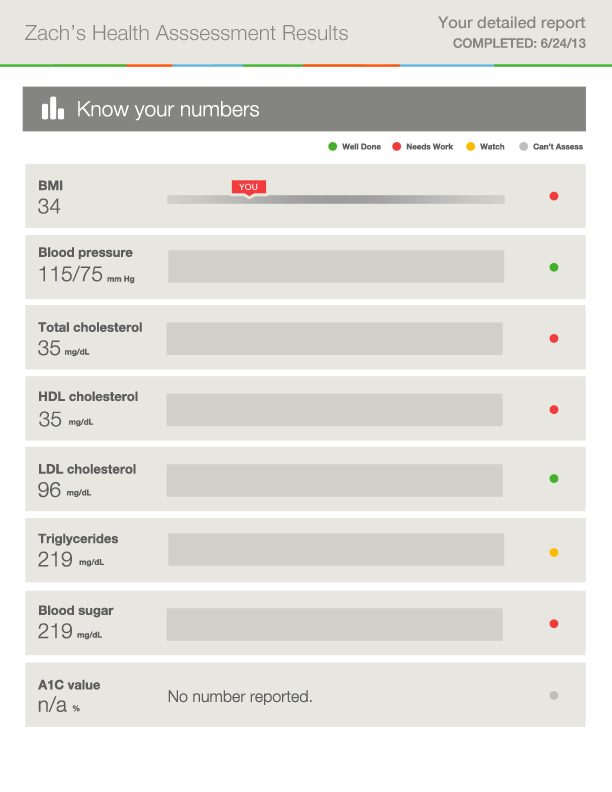 Zach's Health Asssessment Results
Your detailed report
COMPLETED: 6/24/13
Know your numbers
Well Done Needs Work Watch Can't Assess
BMI
34
YOU
Blood pressure
115/75 mm Hg
Total cholesterol
35 mg/dL
HDL cholesterol
35 mg/dL
LDL cholesterol
96 mg/dL
Triglycerides
219 mg/dL
Blood sugar
219 mg/dL
A1C value
n/a %
No number reported.